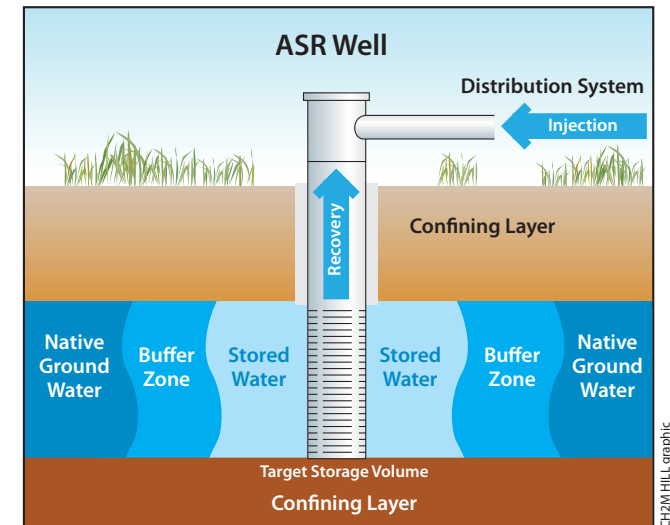 ASR Well
Distribution System
Injection
Recovery
Confining Layer
Native
Ground
Water
Buffer
Zone
Stored
Water
Stored
Water
Buffer
Zone
Native
Ground
Water
Target Storage Volume
Confining Layer
CH2M HILL graphic